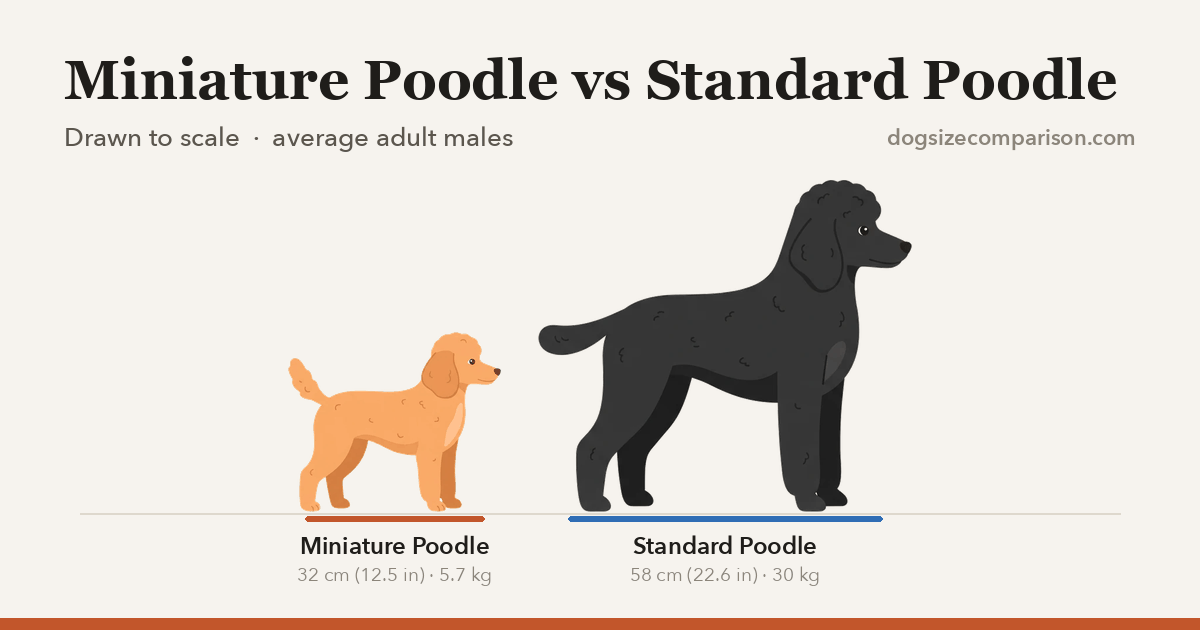 Miniature Poodle vs Standard Poodle
Drawn to scale · average adult males
dogsizecomparison.com
Miniature Poodle
32 cm (12.5 in) · 5.7 kg
Standard Poodle
58 cm (22.6 in) · 30 kg